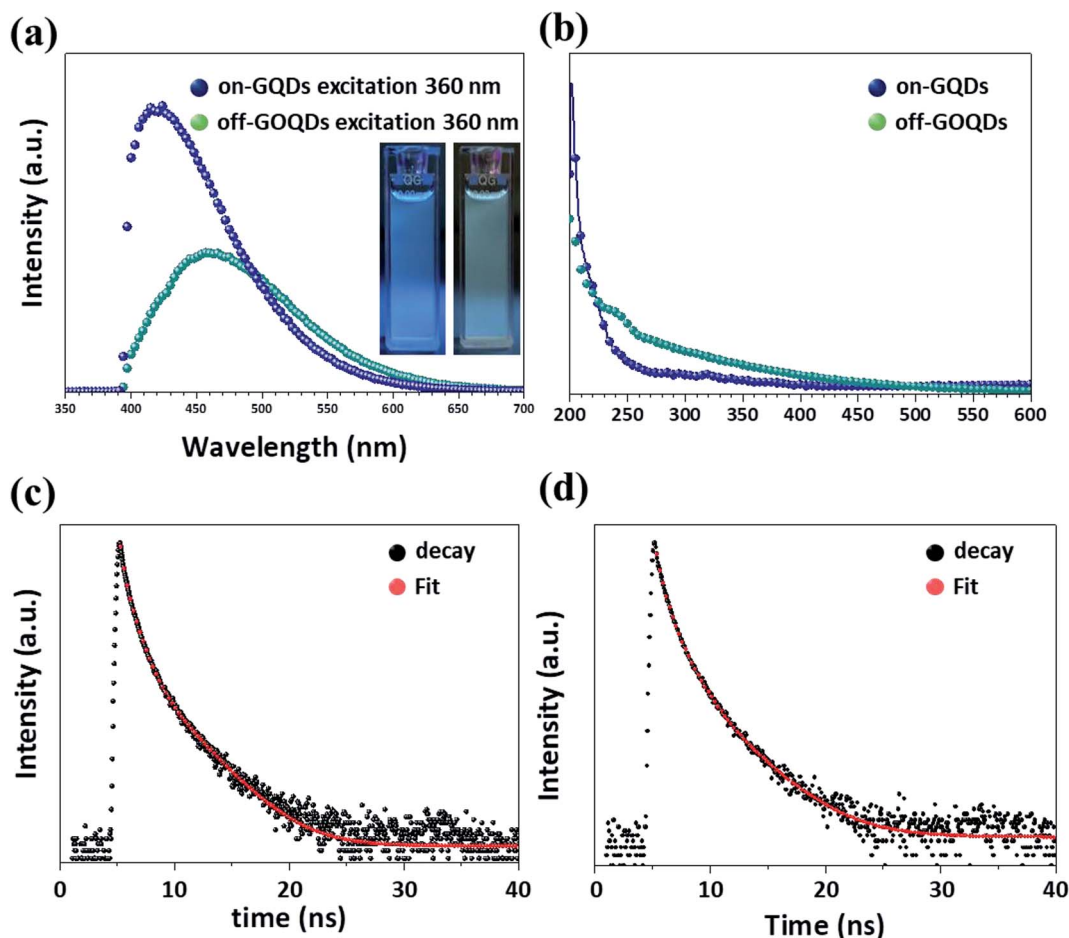 (a)
on-GQDs excitation 360 nm
off-GOQDs excitation 360 nm
QG
Intensity (a.u.)
350 400 450 500 550 600 650 700
Wavelength (nm)
(b)
on-GQDs
off-GOQDs
200 250 300 350 400 450 500 550 600
(c)
decay
Fit
Intensity (a.u.)
0 10 20 30 40
time (ns)
(d)
decay
Fit
Intensity (a.u.)
0 10 20 30 40
Time (ns)